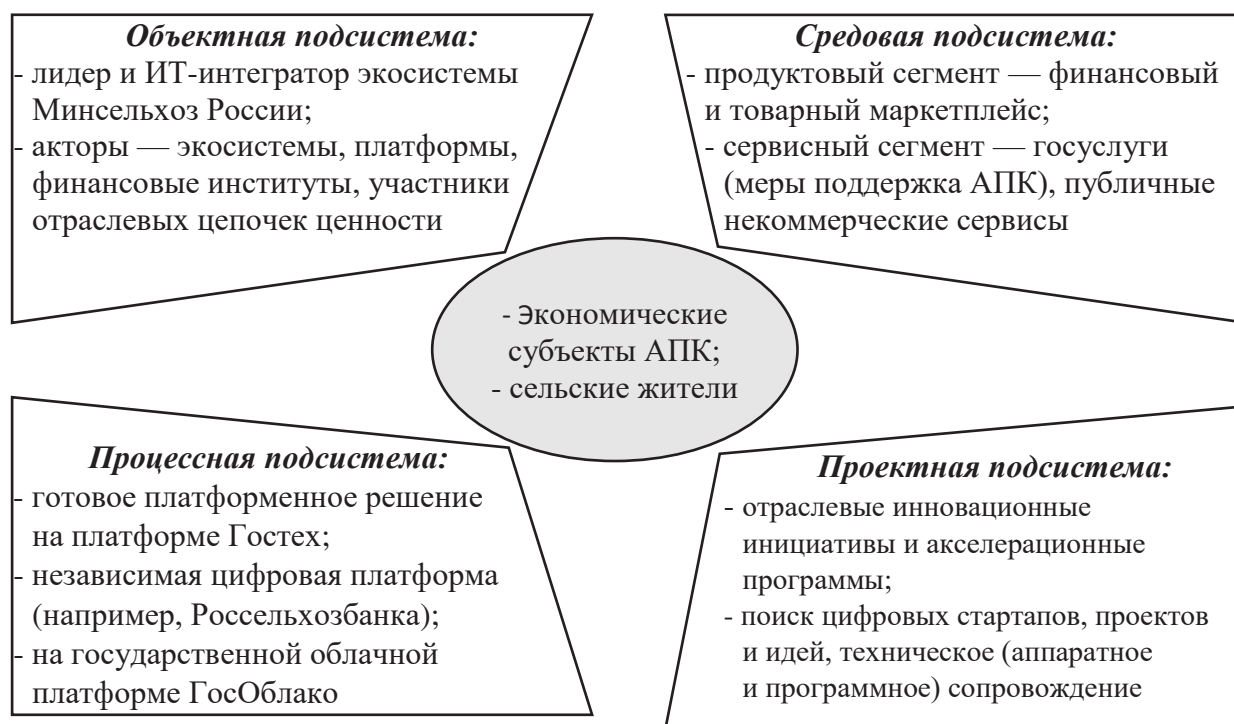 Объектная подсистема:
- лидер и ИТ-интегратор экосистемы
Минсельхоз России;
- акторы — экосистемы, платформы,
финансовые институты, участники
отраслевых цепочек ценности
Средовая подсистема:
- продуктовый сегмент — финансовый
и товарный маркетплейс;
- сервисный сегмент — госуслуги
(меры поддержка АПК), публичные
некоммерческие сервисы
- Экономические
субъекты АПК;
- сельские жители
Процессная подсистема:
- готовое платформенное решение
на платформе Гостех;
- независимая цифровая платформа
(например, Россельхозбанка);
- на государственной облачной
платформе ГосОблако
Проектная подсистема:
- отраслевые инновационные
инициативы и акселерационные
программы;
- поиск цифровых стартапов, проектов
и идей, техническое (аппаратное
и программное) сопровождение